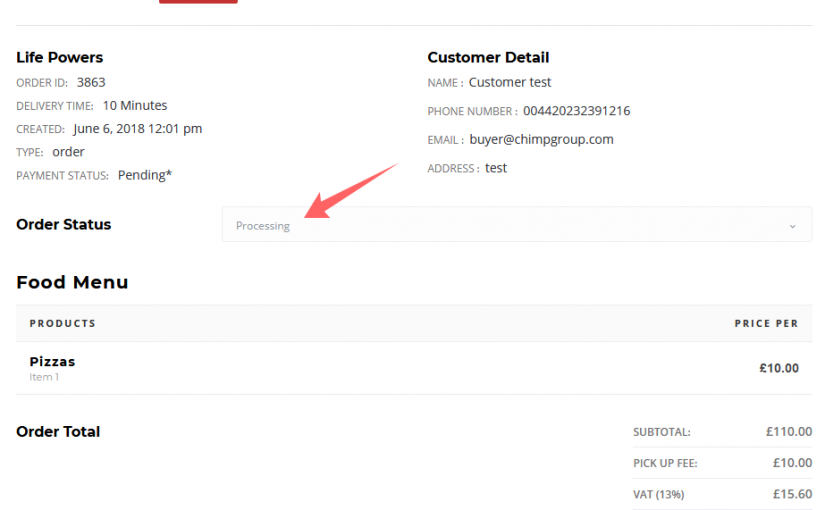 Life Powers
ORDER ID: 3863
DELIVERY TIME: 10 Minutes
CREATED: June 6, 2018 12:01 pm
TYPE: order
PAYMENT STATUS: Pending*
Customer Detail
NAME : Customer test
PHONE NUMBER : 004420232391216
EMAIL : buyer@chimpgroup.com
ADDRESS : test
Order Status
Processing
Food Menu
PRODUCTS PRICE PER
Pizzas
Item 1
£10.00
Order Total
SUBTOTAL: £110.00
PICK UP FEE: £10.00
VAT (13%) £15.60